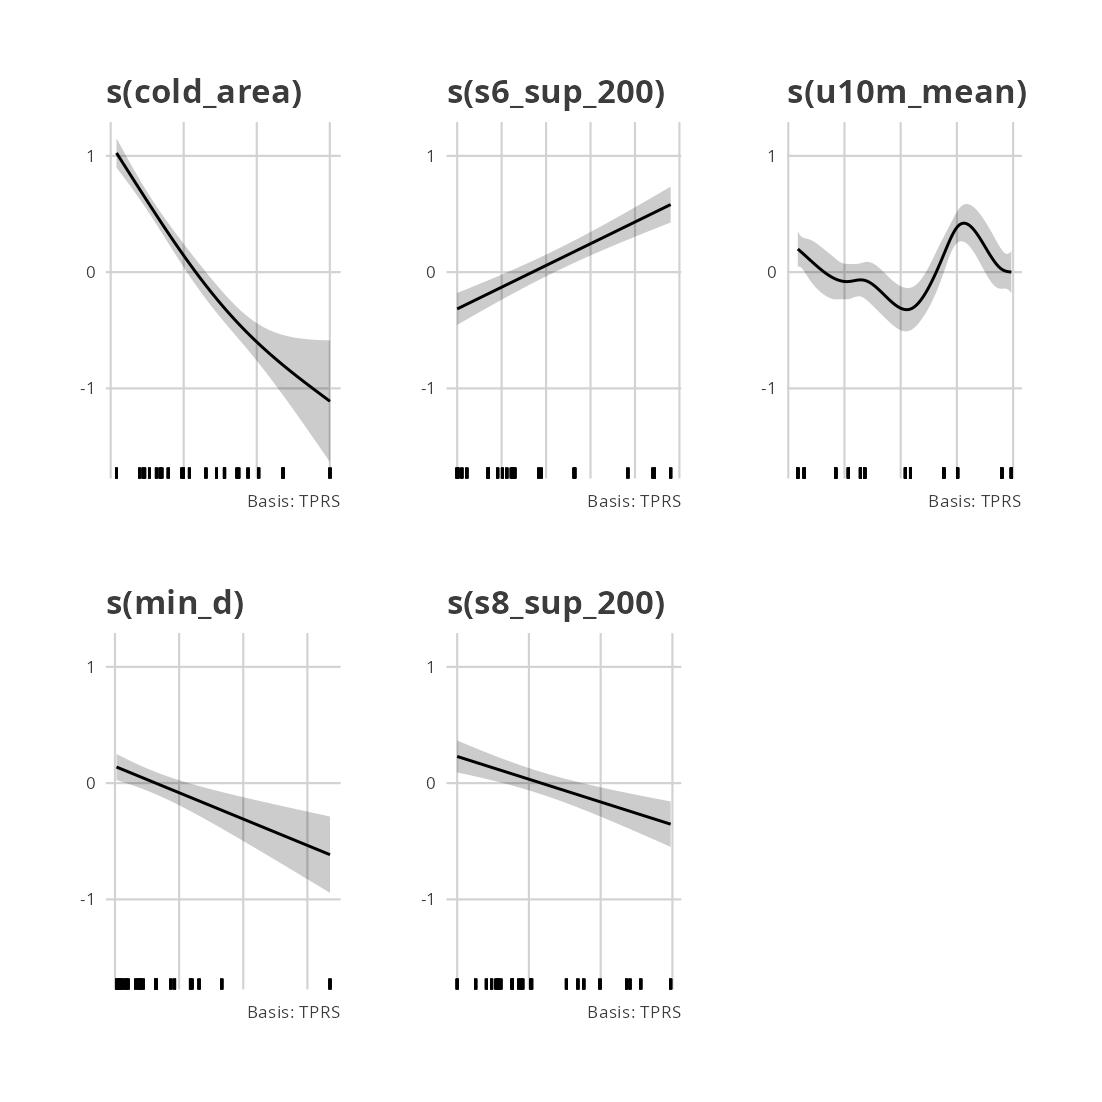 s(cold_area)
s(s6_sup_200)
s(u10m_mean)
1
0
-1
1
0
-1
1
0
-1
Basis: TPRS
Basis: TPRS
Basis: TPRS
s(min_d)
s(s8_sup_200)
1
0
-1
1
0
-1
Basis: TPRS
Basis: TPRS